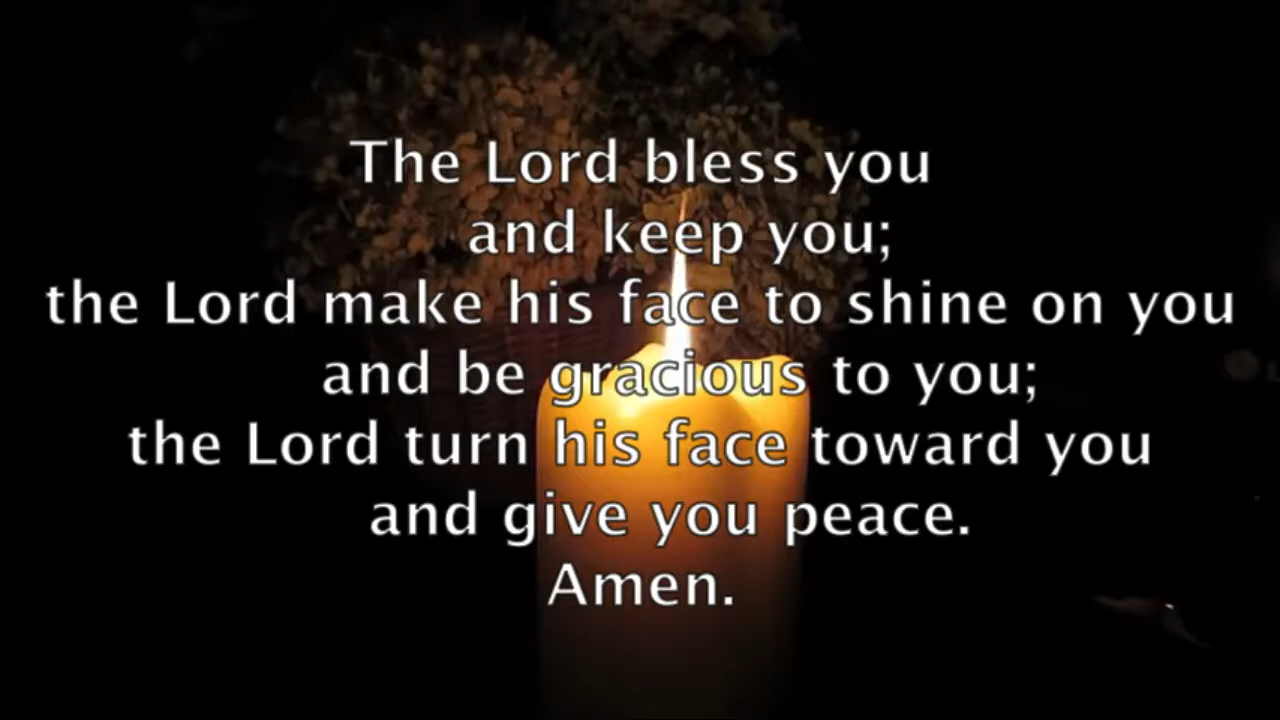 The Lord bless you
and keep you;
the Lord make his face to shine on you
and be gracious to you;
the Lord turn his face toward you
and give you peace.
Amen.